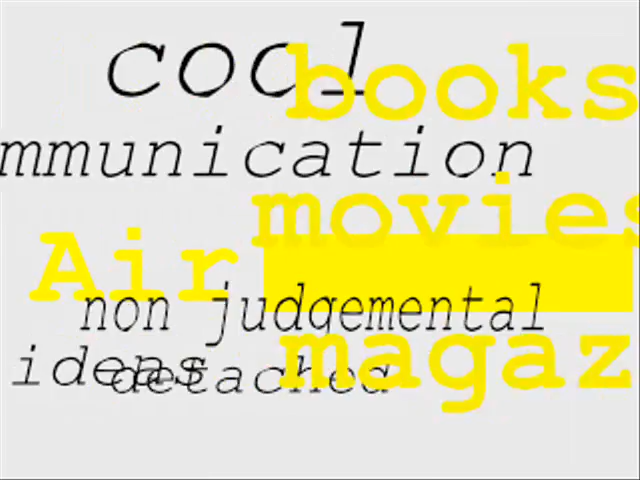 cool
books
mmunication
movies
Air
non judgemental
magaz
ideas
detached